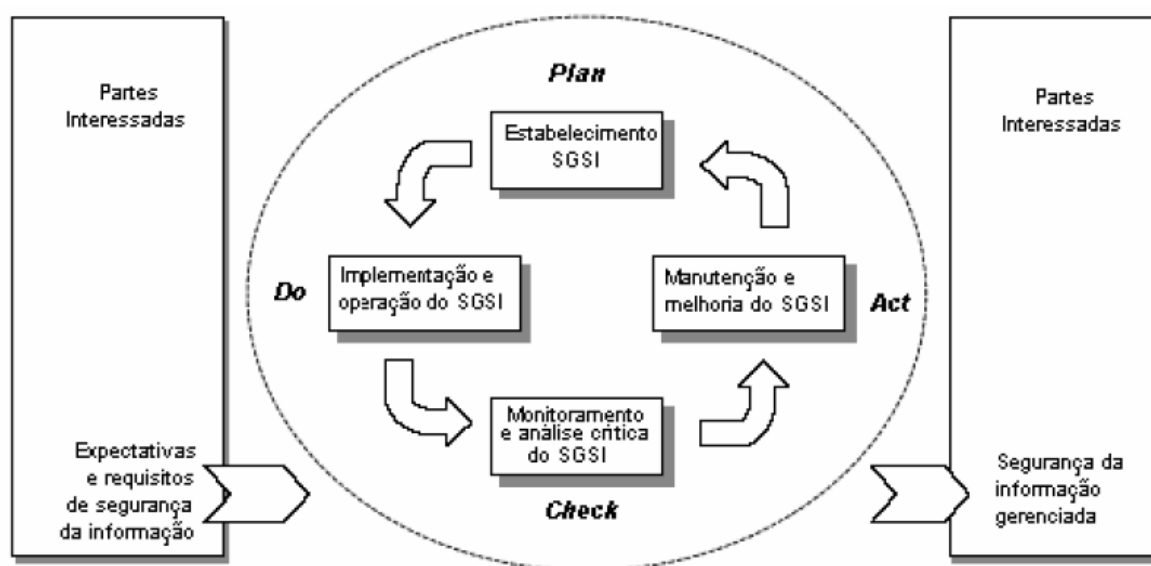 Partes
Interessadas
Expectativas
e requisitos
de segurança
da informação
Plan
Estabelecimento
SGSI
Do
Implementação e
operação do SGSI
Manutenção e
melhoria do SGSI
Act
Monitoramento
e análise crítica
do SGSI
Check
Partes
Interessadas
Segurança da
informação
gerenciada